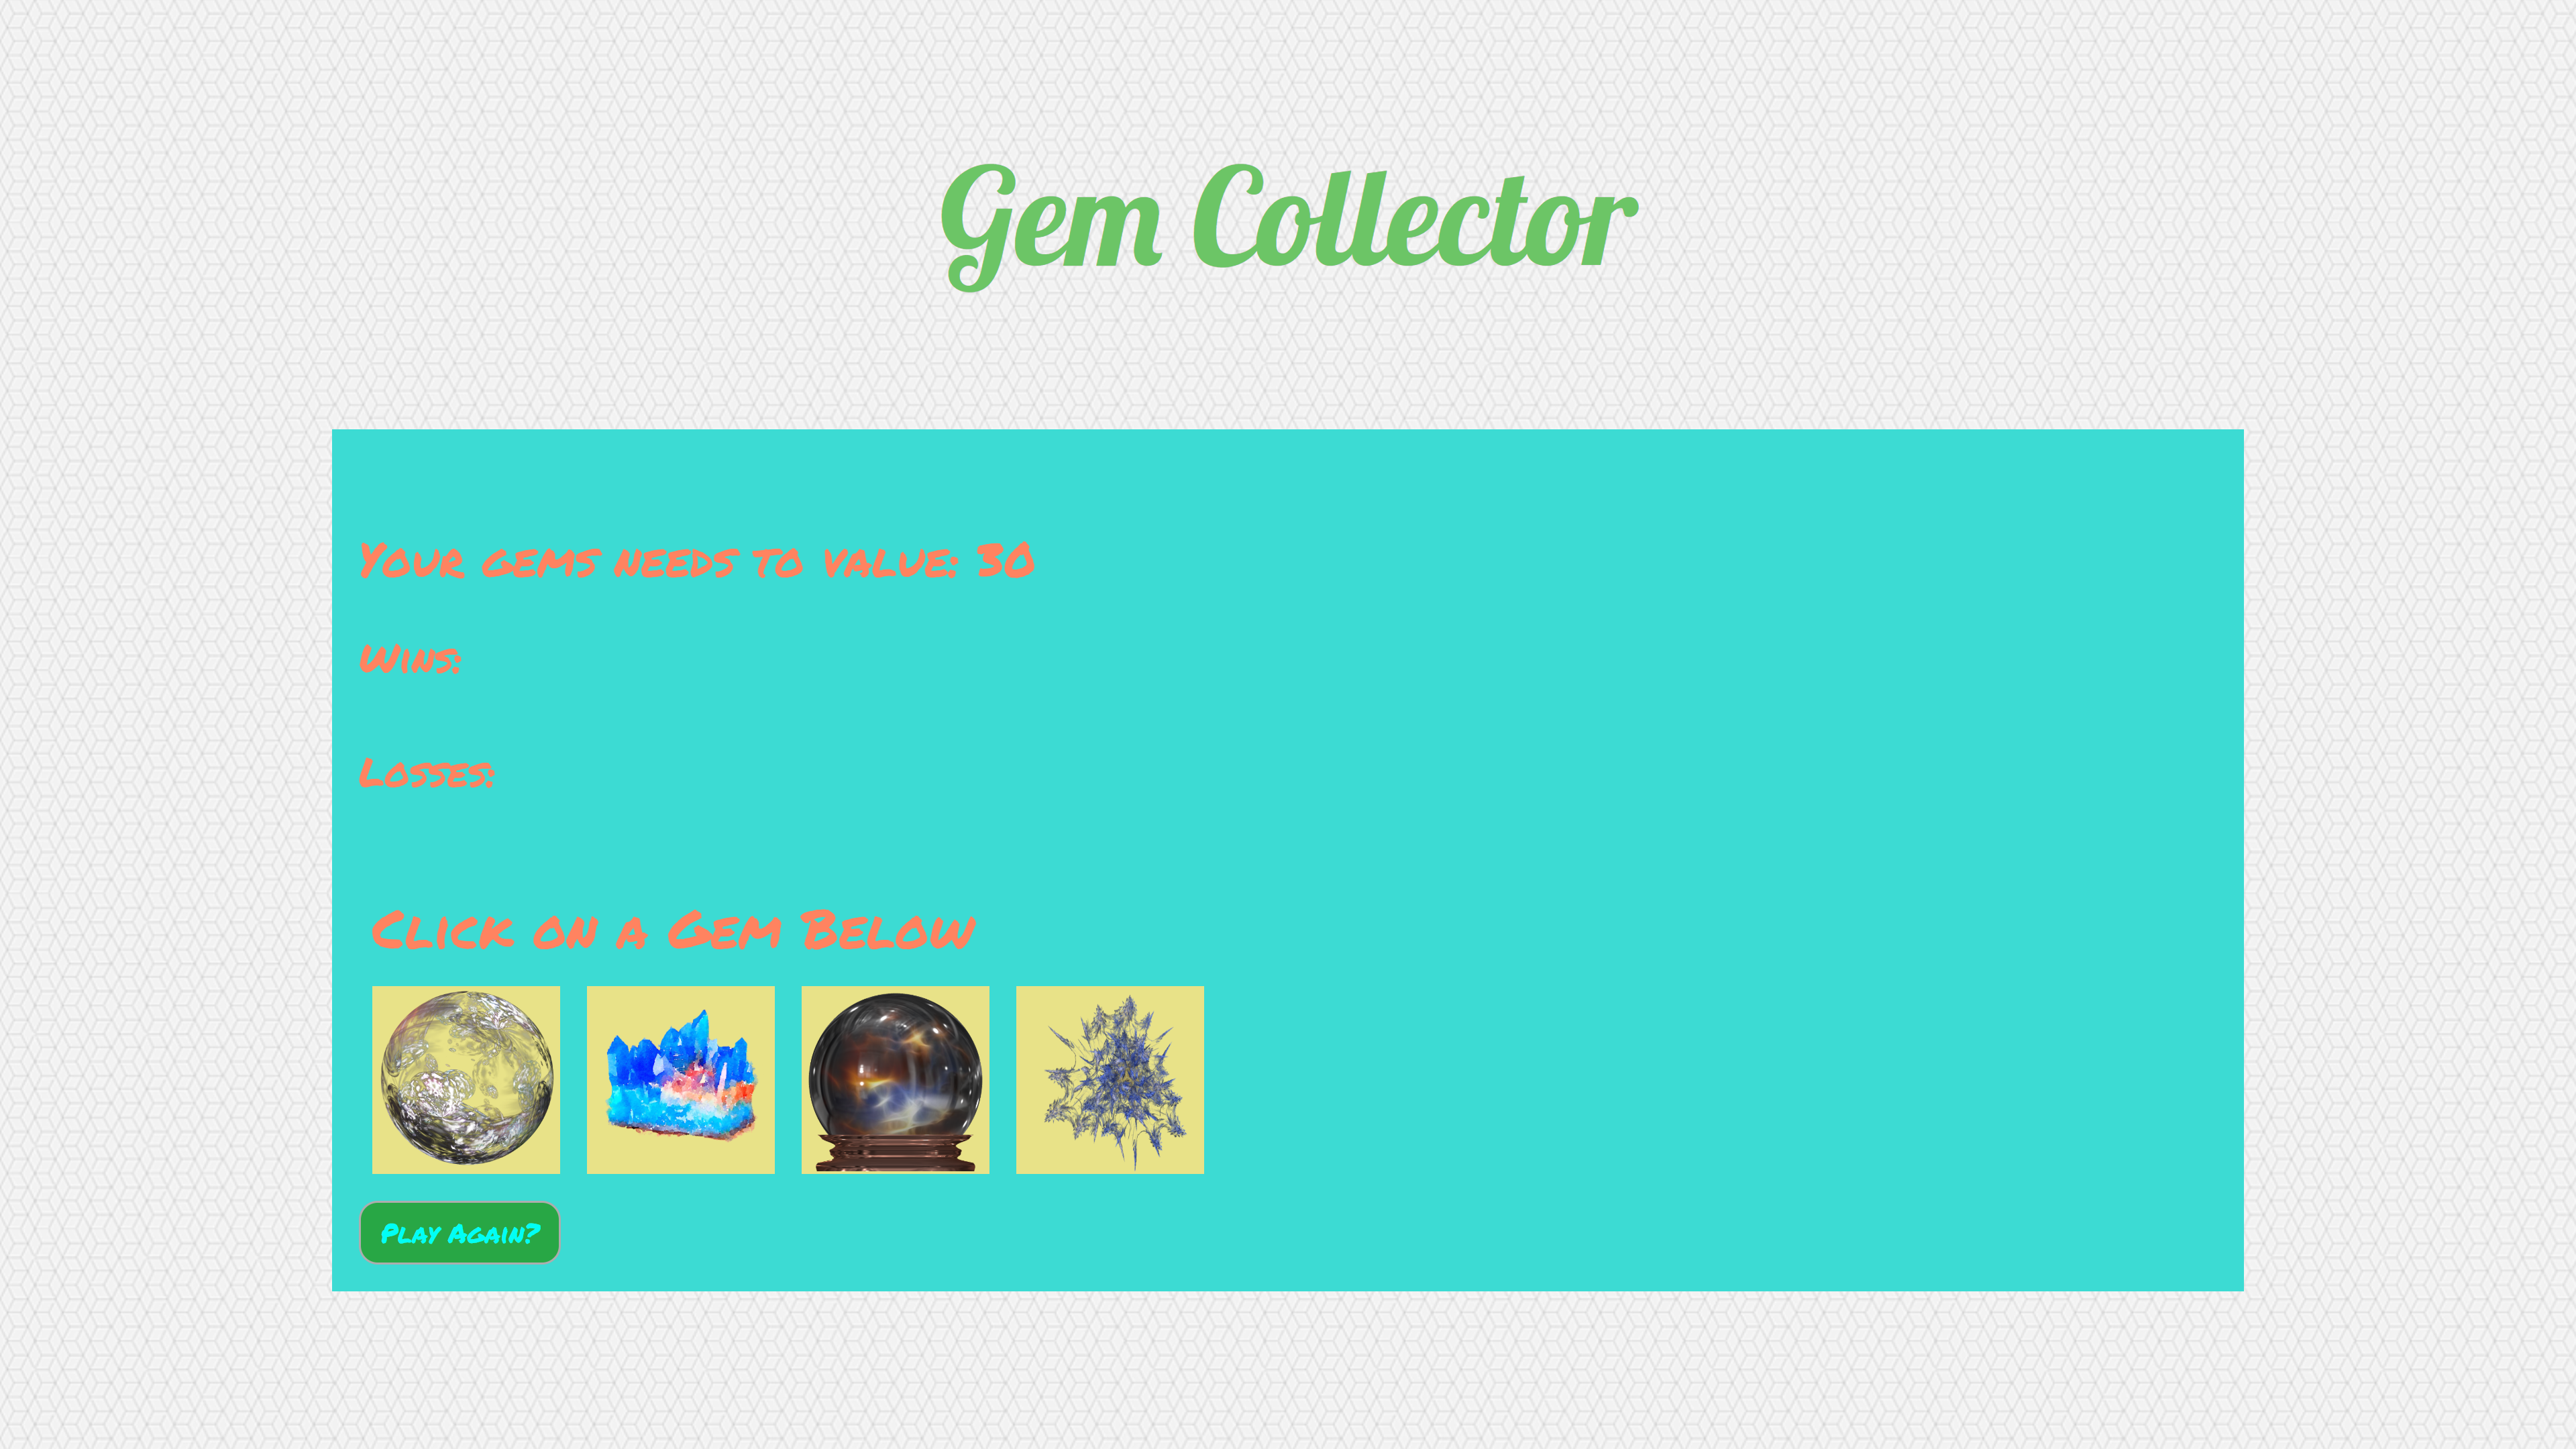 Gem Collector
Your gems needs to value: 30
Wins:
Losses:
Click on a Gem Below
Play Again?